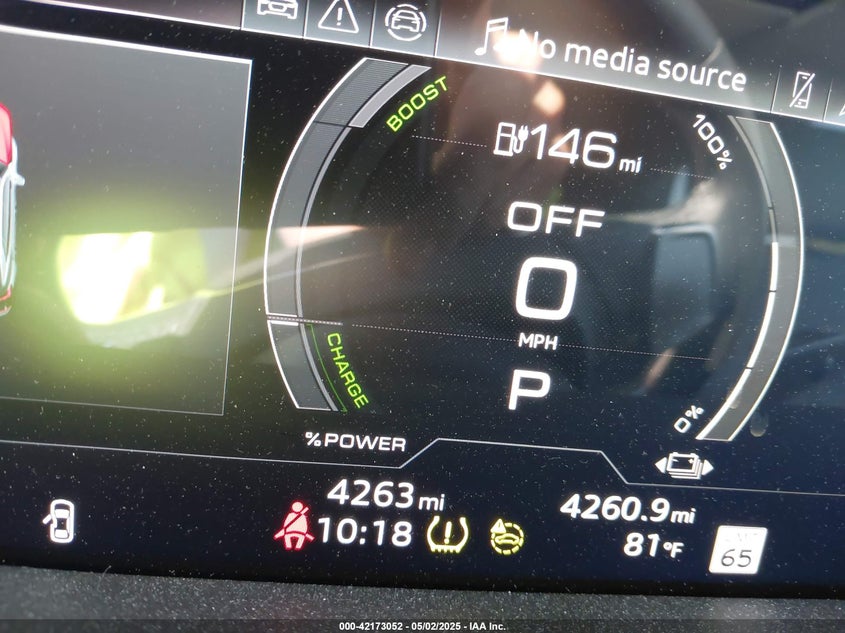 No media source
BOOST
146 mi
100%
OFF
0
MPH
CHARGE
P
0%
%POWER
4263 mi
4260.9 mi
10:18
81°F
65
000-42173052 - 05/02/2025 - IAA Inc.